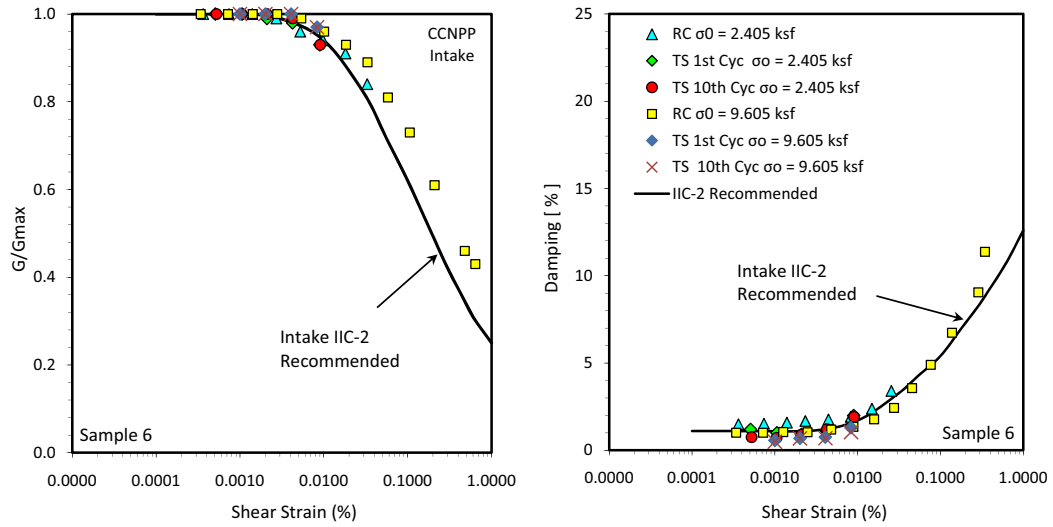 1.0
0.8
0.6
0.4
0.2
0.0
G/Gmax
CCNPP
Intake
Intake IIC-2
Recommended
Sample 6
0.0000 0.0001 0.0010 0.0100 0.1000 1.0000
Shear Strain (%)
25
20
15
10
5
0
Damping [ % ]
RC σ0 = 2.405 ksf
TS 1st Cyc σo = 2.405 ksf
TS 10th Cyc σo = 2.405 ksf
RC σ0 = 9.605 ksf
TS 1st Cyc σo = 9.605 ksf
TS 10th Cyc σo = 9.605 ksf
IIC-2 Recommended
Intake IIC-2
Recommended
Sample 6
0.0000 0.0001 0.0010 0.0100 0.1000 1.0000
Shear Strain (%)